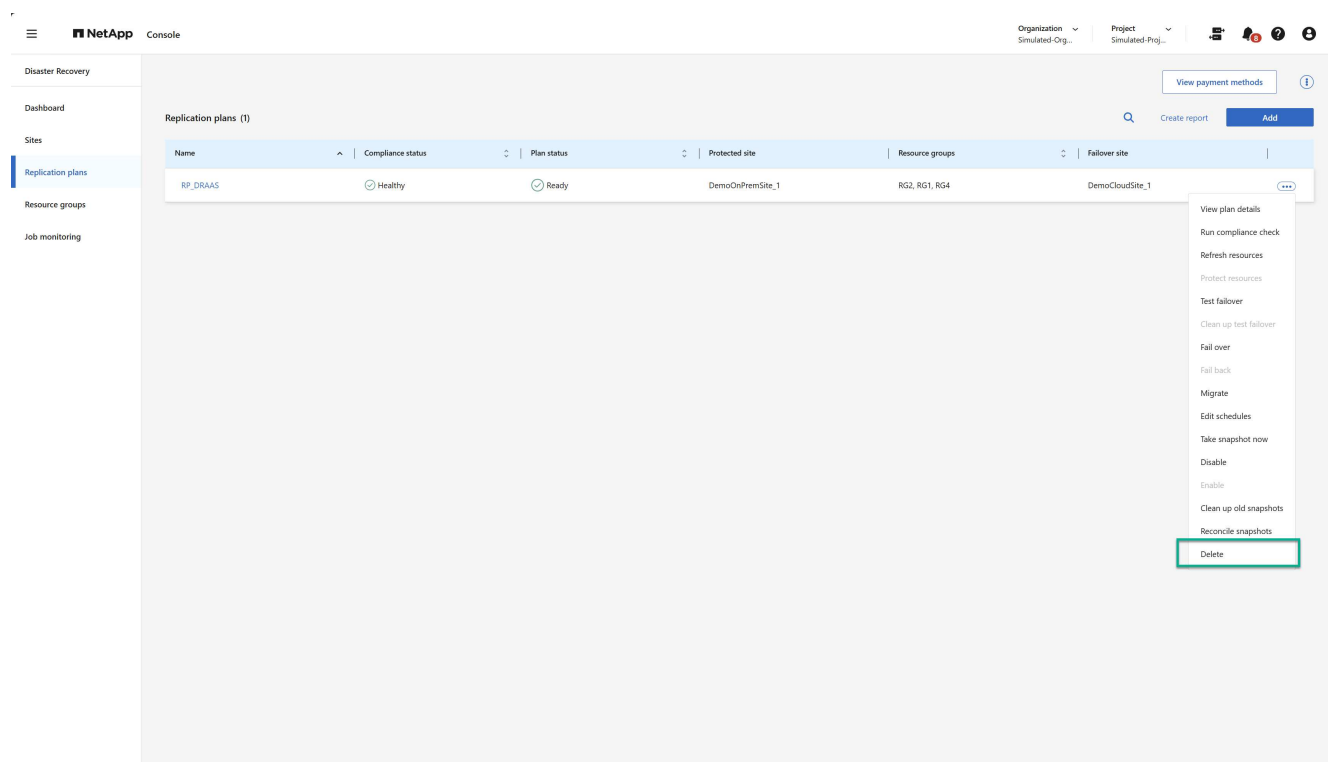 NetApp Console
Organization
Simulated-Org...
Project
Simulated-Proj...
8
?
Disaster Recovery
Dashboard
Sites
Replication plans
Resource groups
Job monitoring
View payment methods
Replication plans (1)
Create report
Add
Name
Compliance status
Plan status
Protected site
Resource groups
Failover site
RP_DRAAS
Healthy
Ready
DemoOnPremSite_1
RG2, RG1, RG4
DemoCloudSite_1
View plan details
Run compliance check
Refresh resources
Protect resources
Test failover
Clean up test failover
Fail over
Fail back
Migrate
Edit schedules
Take snapshot now
Disable
Enable
Clean up old snapshots
Reconcile snapshots
Delete